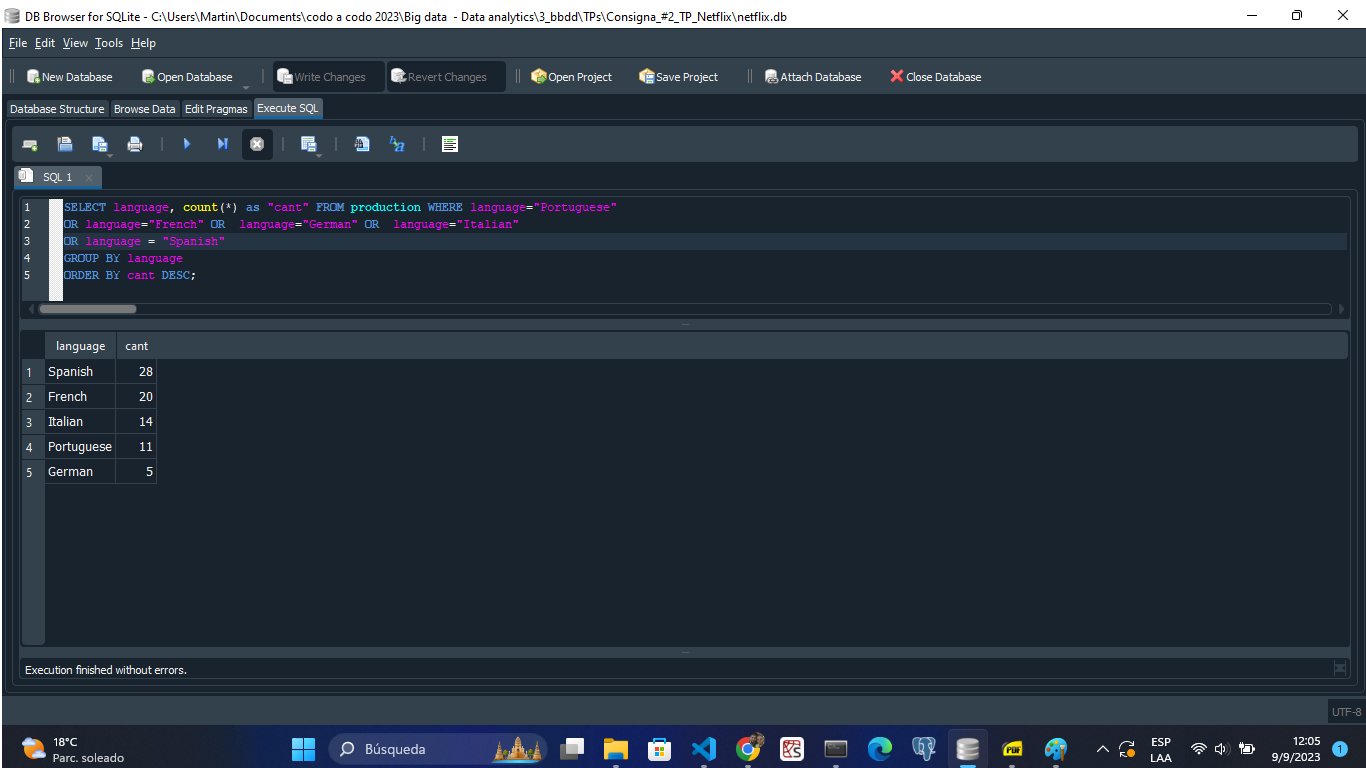 DB Browser for SQLite - C:\Users\Martin\Documents\codo a codo 2023\Big data  - Data analytics\3_bbdd\TPs\Consigna_#2_TP_Netflix\netflix.db
File Edit View Tools Help
New Database Open Database Write Changes Revert Changes Open Project Save Project Attach Database Close Database
Database Structure Browse Data Edit Pragmas Execute SQL
SQL 1
1 SELECT language, count(*) as "cant" FROM production WHERE language="Portuguese"
2 OR language="French" OR  language="German" OR  language="Italian"
3 OR language = "Spanish"
4 GROUP BY language
5 ORDER BY cant DESC;
language cant
1 Spanish 28
2 French 20
3 Italian 14
4 Portuguese 11
5 German 5
Execution finished without errors.
UTF-8
18°C
Parc. soleado
Búsqueda
PDF
ESP
LAA
12:05
9/9/2023
1